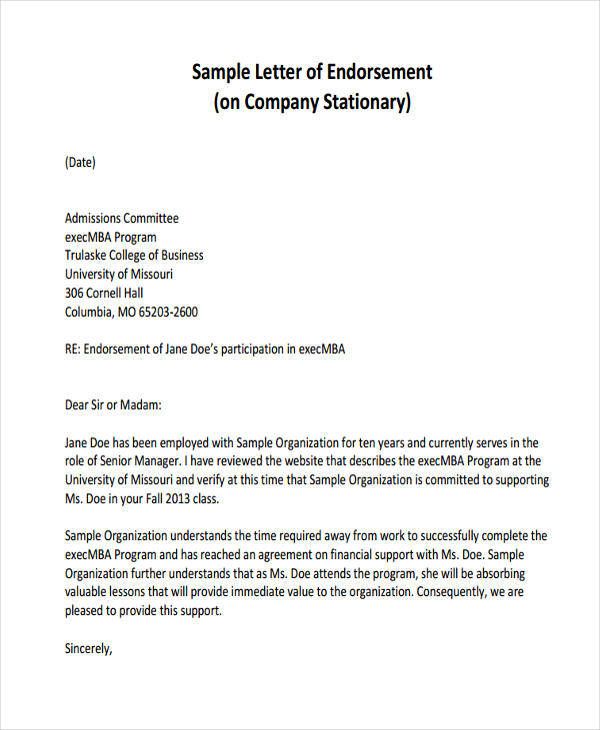 Sample Letter of Endorsement
(on Company Stationary)
(Date)
Admissions Committee
execMBA Program
Trulaske College of Business
University of Missouri
306 Cornell Hall
Columbia, MO 65203-2600
RE: Endorsement of Jane Doe's participation in execMBA
Dear Sir or Madam:
Jane Doe has been employed with Sample Organization for ten years and currently serves in the
role of Senior Manager. I have reviewed the website that describes the execMBA Program at the
University of Missouri and verify at this time that Sample Organization is committed to supporting
Ms. Doe in your Fall 2013 class.
Sample Organization understands the time required away from work to successfully complete the
execMBA Program and has reached an agreement on financial support with Ms. Doe. Sample
Organization further understands that as Ms. Doe attends the program, she will be absorbing
valuable lessons that will provide immediate value to the organization. Consequently, we are
pleased to provide this support.
Sincerely,